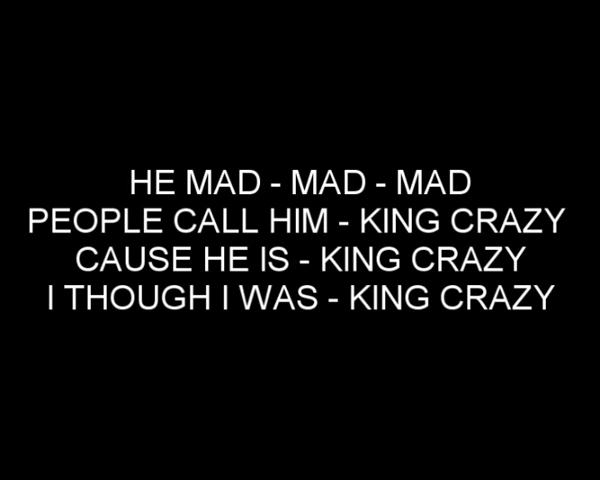 HE MAD - MAD - MAD
PEOPLE CALL HIM - KING CRAZY
CAUSE HE IS - KING CRAZY
I THOUGH I WAS - KING CRAZY